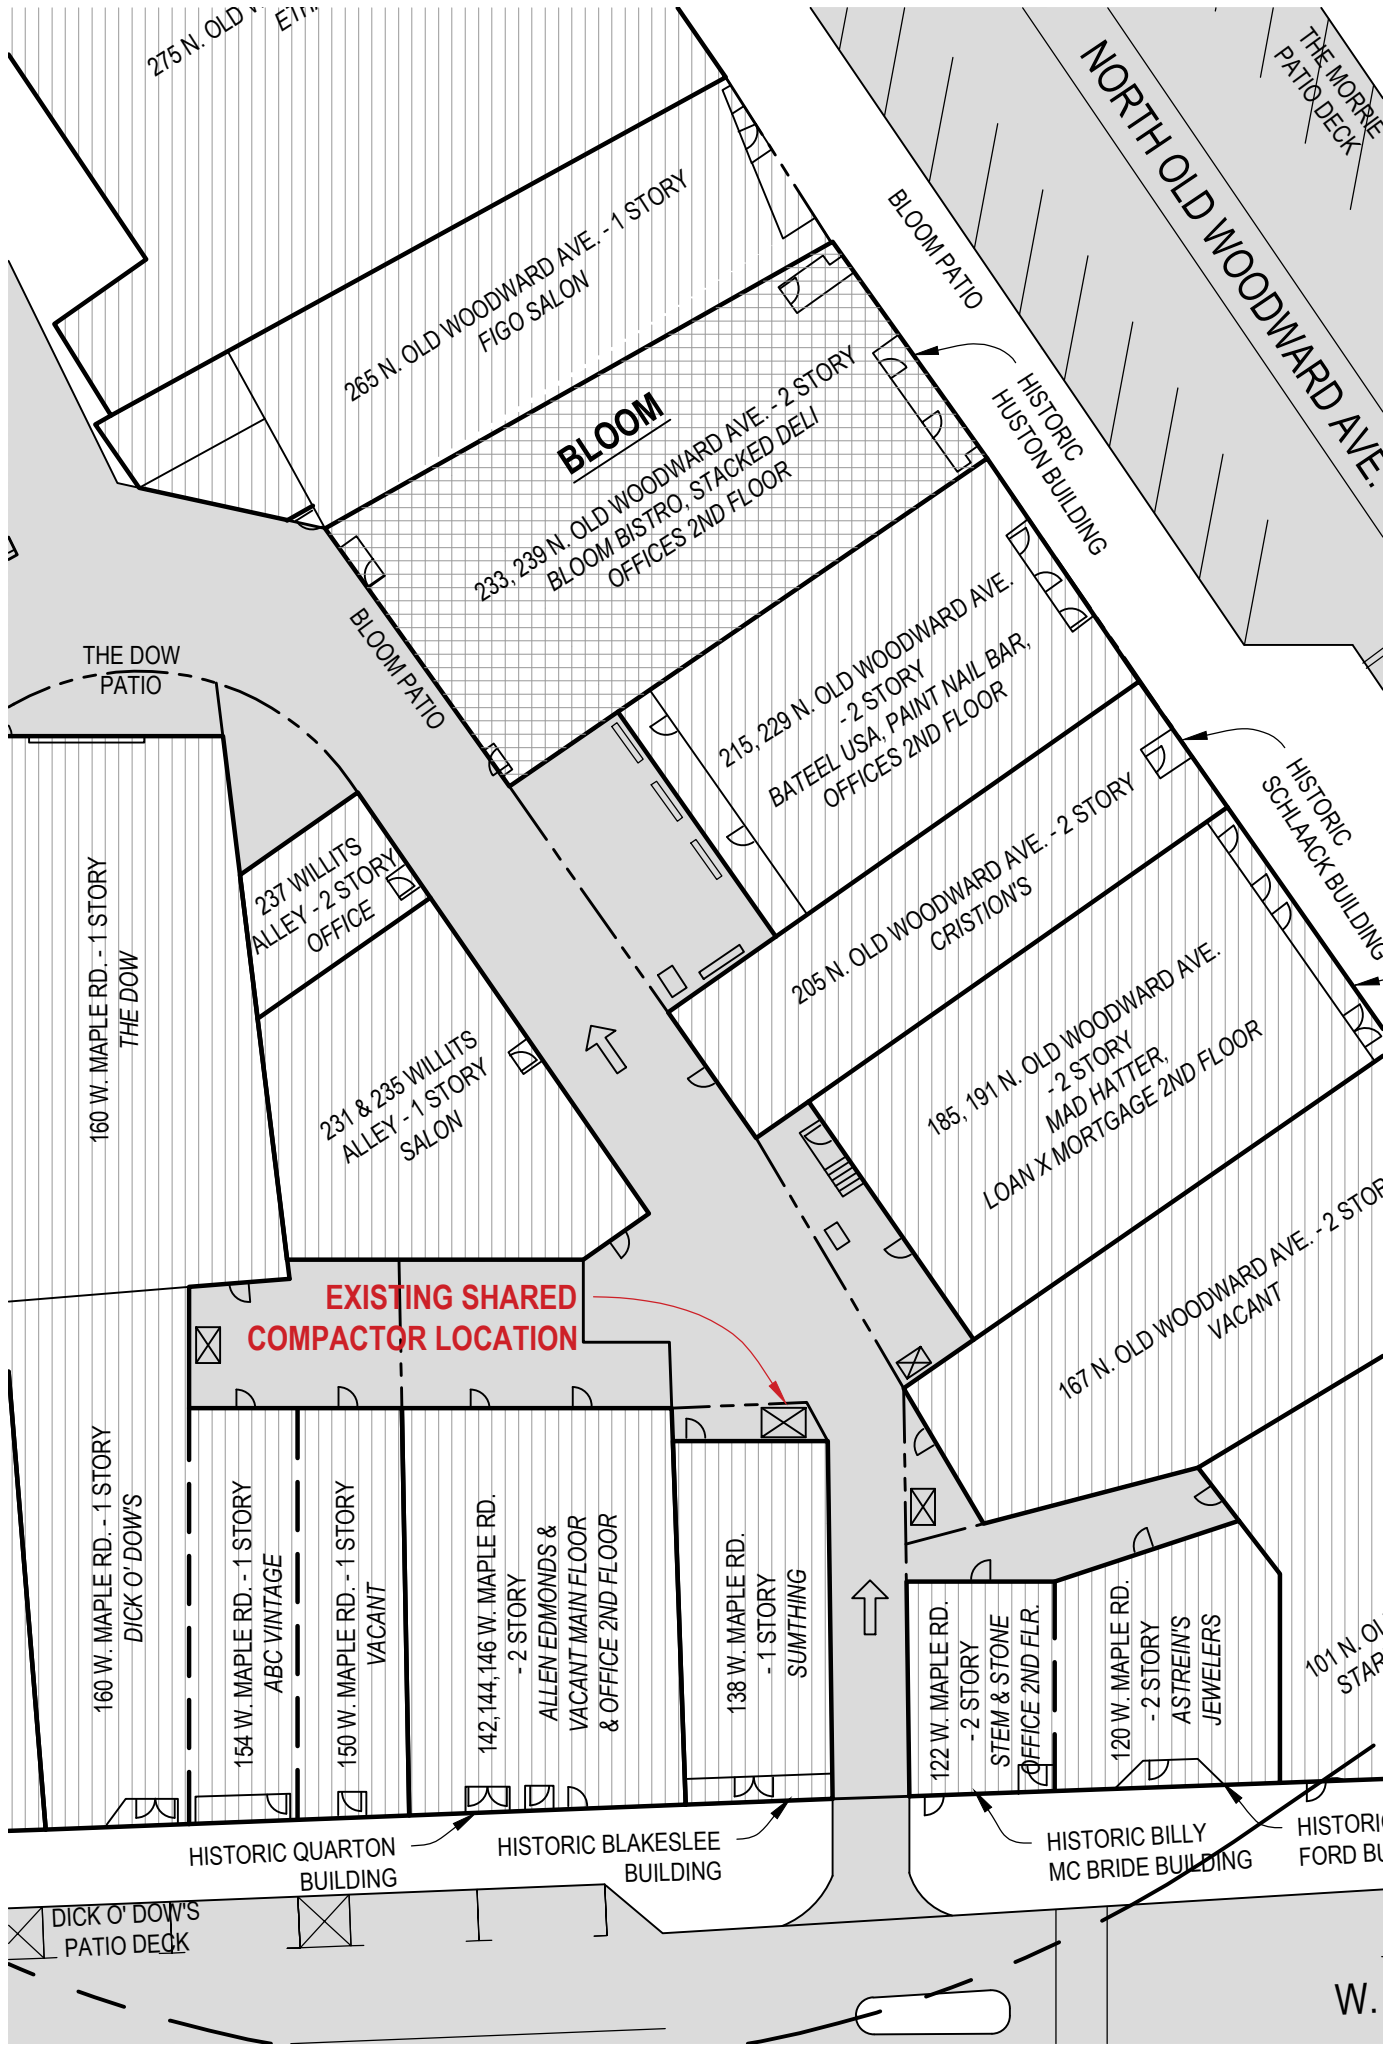 275 N. OLD
THE MORRIE
PATIO DECK
NORTH OLD WOODWARD AVE.
BLOOM PATIO
265 N. OLD WOODWARD AVE. - 1 STORY
FIGO SALON
BLOOM
233, 239 N. OLD WOODWARD AVE. - 2 STORY
BLOOM BISTRO, STACKED DELI
OFFICES 2ND FLOOR
HISTORIC
HUSTON BUILDING
BLOOM PATIO
THE DOW
PATIO
215, 229 N. OLD WOODWARD AVE.
- 2 STORY
BATEEL USA, PAINT NAIL BAR,
OFFICES 2ND FLOOR
HISTORIC
SCHLAACK BUILDING
205 N. OLD WOODWARD AVE. - 2 STORY
CRISTION'S
237 WILLITS
ALLEY - 2 STORY
OFFICE
160 W. MAPLE RD. - 1 STORY
THE DOW
231 & 235 WILLITS
ALLEY - 1 STORY
SALON
185, 191 N. OLD WOODWARD AVE.
- 2 STORY
MAD HATTER,
LOAN X MORTGAGE 2ND FLOOR
167 N. OLD WOODWARD AVE. - 2 STOR
VACANT
EXISTING SHARED
COMPACTOR LOCATION
160 W. MAPLE RD. - 1 STORY
DICK O' DOW'S
154 W. MAPLE RD. - 1 STORY
ABC VINTAGE
150 W. MAPLE RD. - 1 STORY
VACANT
142,144,146 W. MAPLE RD.
- 2 STORY
ALLEN EDMONDS &
VACANT MAIN FLOOR
& OFFICE 2ND FLOOR
138 W. MAPLE RD.
- 1 STORY
SUMTHING
122 W. MAPLE RD.
- 2 STORY
STEM & STONE
OFFICE 2ND FLR.
120 W. MAPLE RD.
- 2 STORY
ASTREIN'S
JEWELERS
101 N. OL
STAR
HISTORIC QUARTON
BUILDING
HISTORIC BLAKESLEE
BUILDING
HISTORIC BILLY
MC BRIDE BUILDING
HISTORIC
FORD BU
DICK O' DOW'S
PATIO DECK
W.